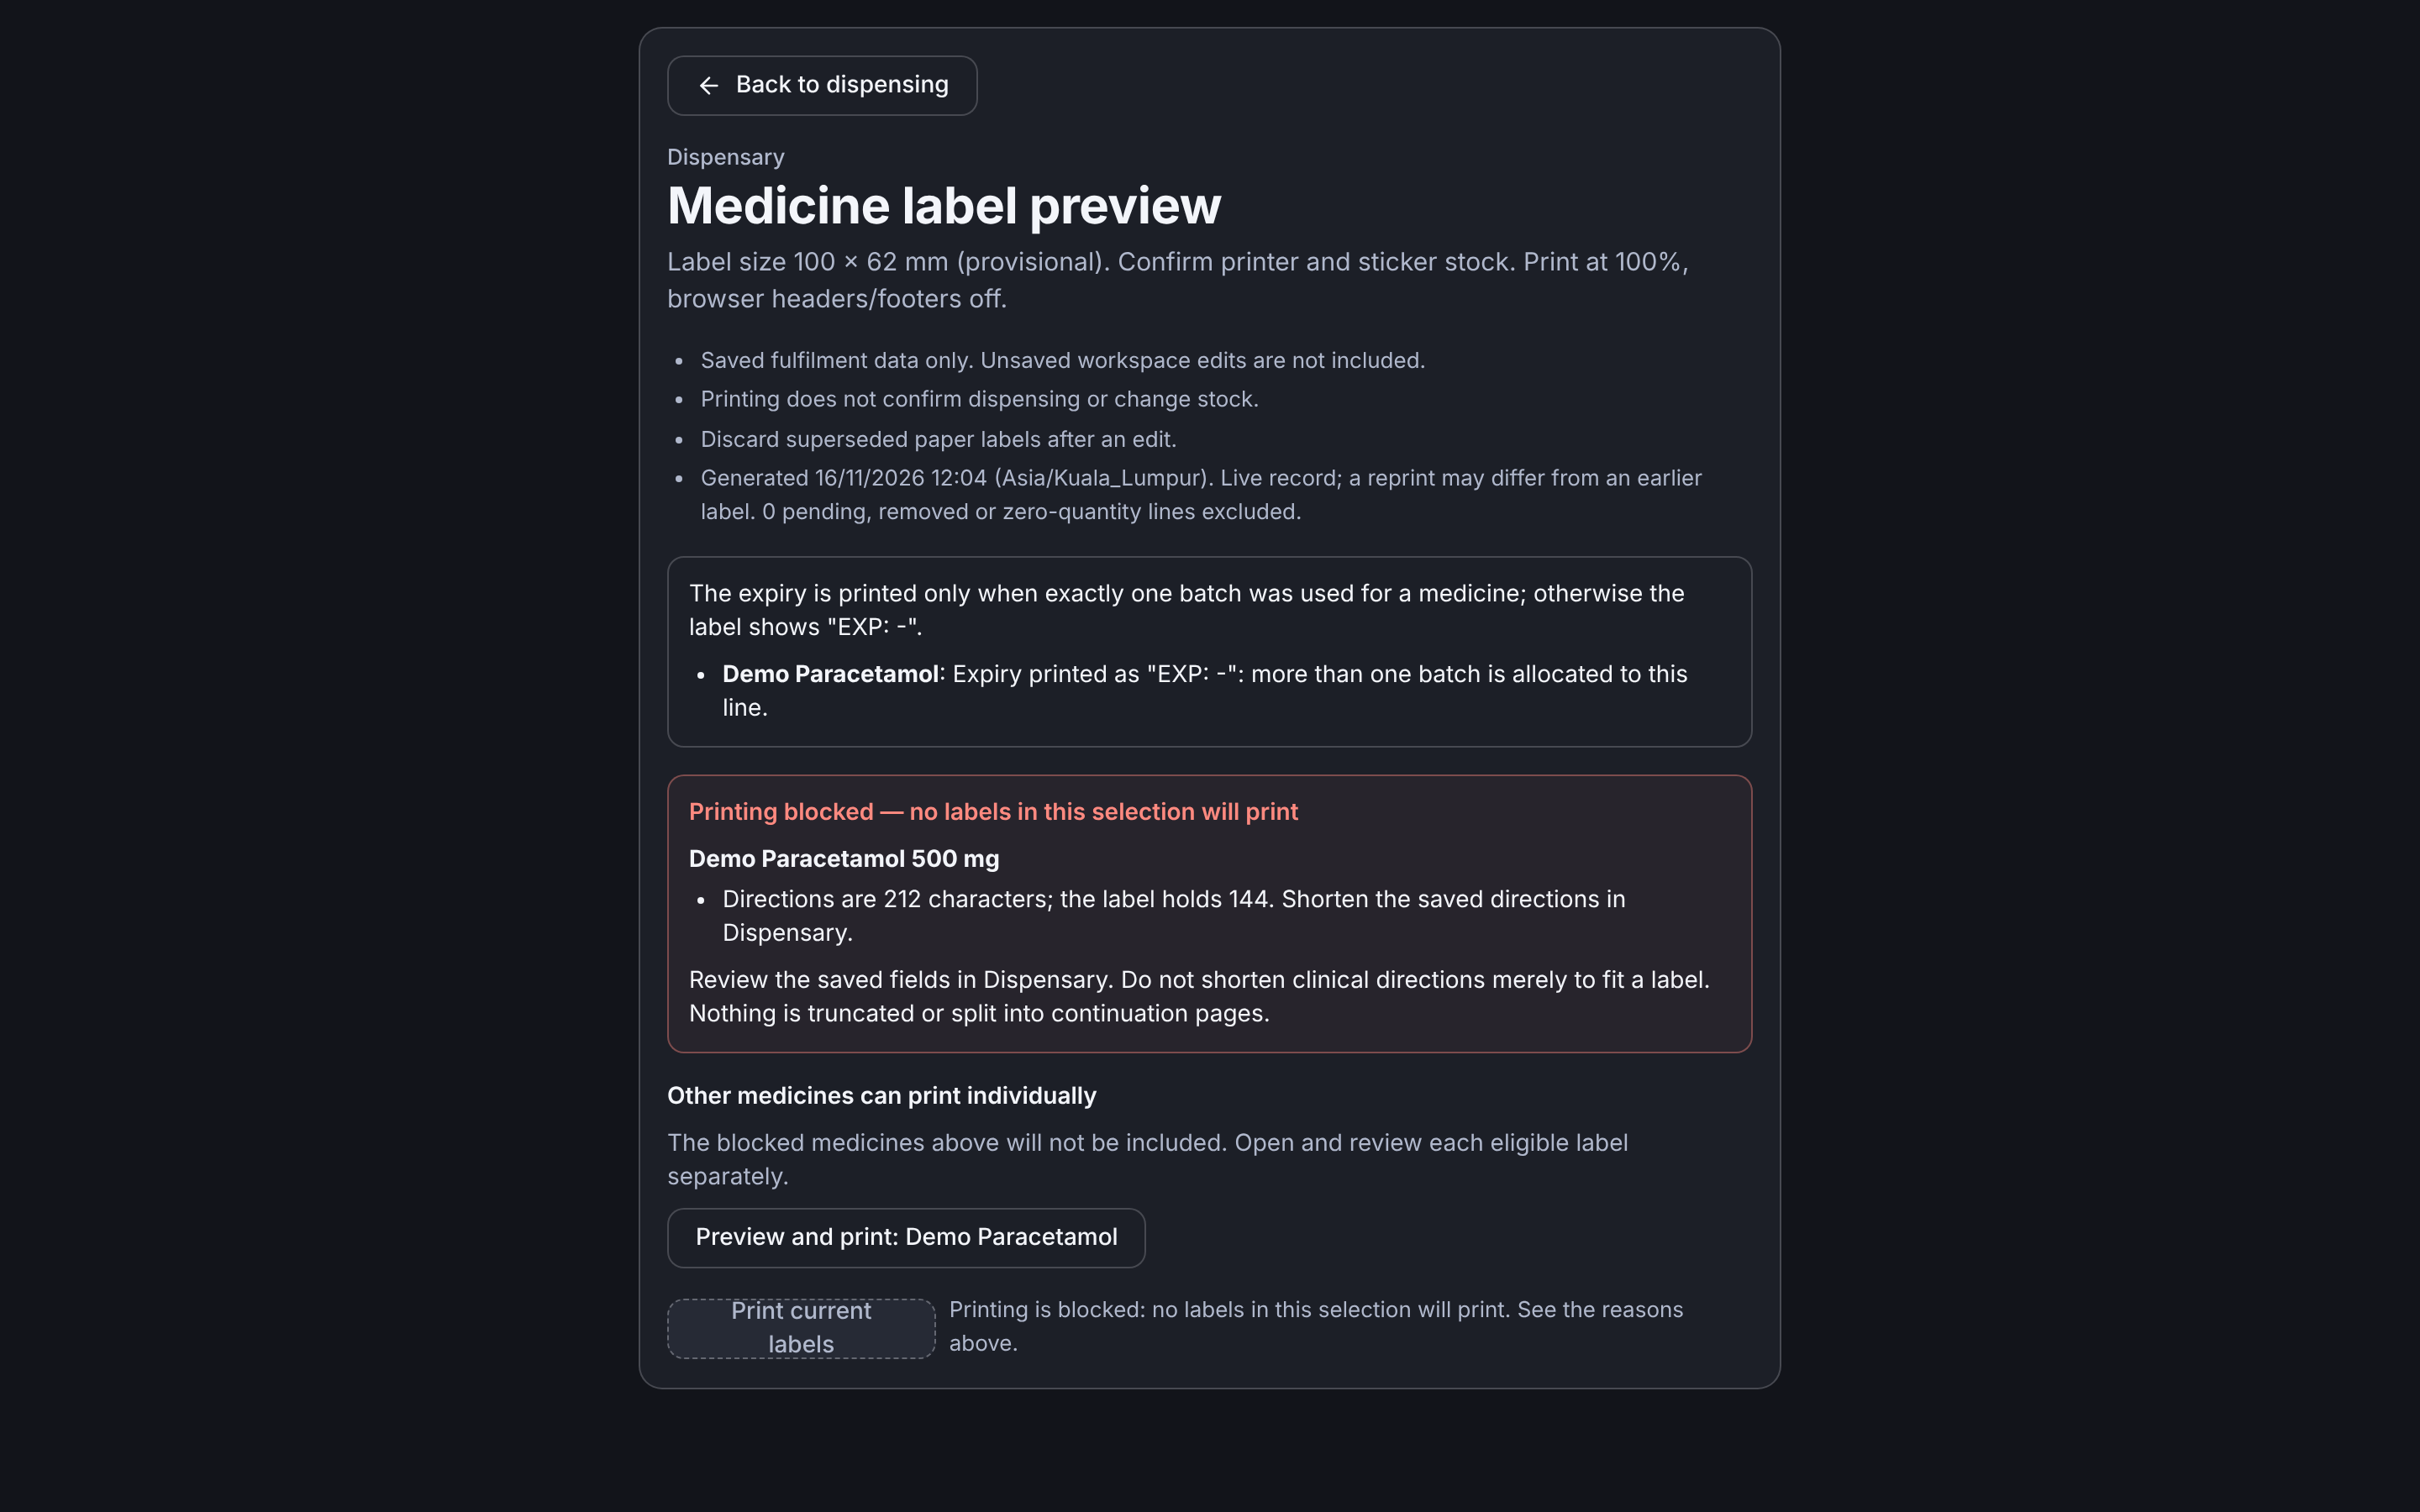 Back to dispensing
Dispensary
Medicine label preview
Label size 100 × 62 mm (provisional). Confirm printer and sticker stock. Print at 100%,
browser headers/footers off.
• Saved fulfilment data only. Unsaved workspace edits are not included.
• Printing does not confirm dispensing or change stock.
• Discard superseded paper labels after an edit.
• Generated 16/11/2026 12:04 (Asia/Kuala_Lumpur). Live record; a reprint may differ from an earlier
label. 0 pending, removed or zero-quantity lines excluded.
The expiry is printed only when exactly one batch was used for a medicine; otherwise the
label shows "EXP: -".
• Demo Paracetamol: Expiry printed as "EXP: -": more than one batch is allocated to this
line.
Printing blocked — no labels in this selection will print
Demo Paracetamol 500 mg
• Directions are 212 characters; the label holds 144. Shorten the saved directions in
Dispensary.
Review the saved fields in Dispensary. Do not shorten clinical directions merely to fit a label.
Nothing is truncated or split into continuation pages.
Other medicines can print individually
The blocked medicines above will not be included. Open and review each eligible label
separately.
Preview and print: Demo Paracetamol
Print current
labels
Printing is blocked: no labels in this selection will print. See the reasons
above.